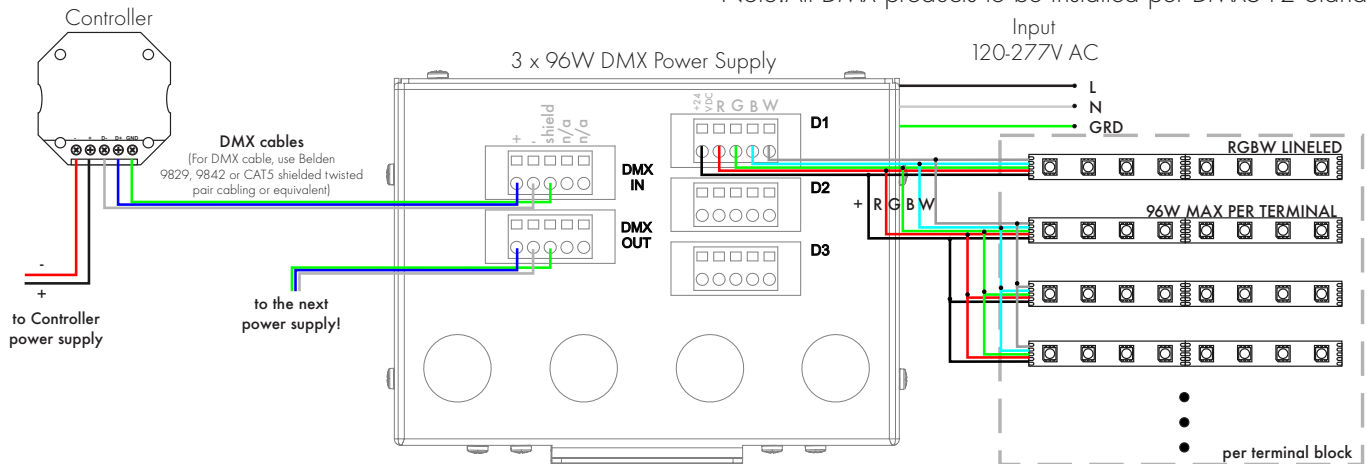 Controller
- + D- D+ GND
DMX cables
(For DMX cable, use Belden
9829, 9842 or CAT5 shielded twisted
pair cabling or equivalent)
-
+
to Controller
power supply
to the next
power supply!
3 x 96W DMX Power Supply
+ - shield n/a n/a
DMX
IN
DMX
OUT
+24
VDC R G B W
D1
D2
D3
+ R G B W
Input
120-277V AC
L
N
GRD
RGBW LINELED
96W MAX PER TERMINAL
per terminal block